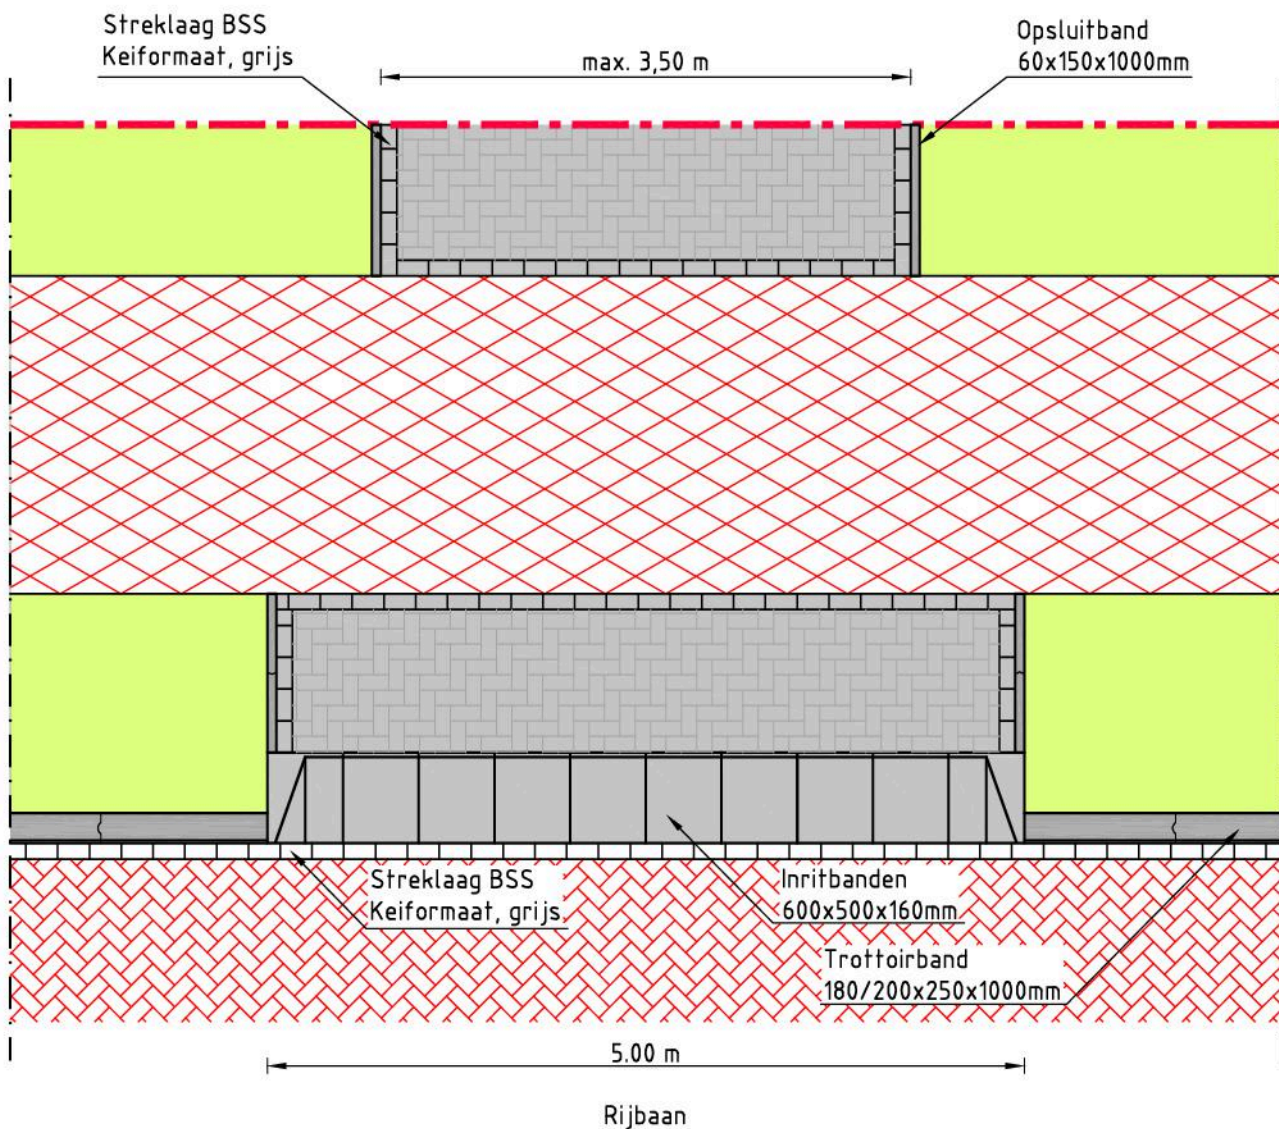 Streklaag BSS
Keiformaat, grijs
max. 3,50 m
Opsluitband
60x150x1000mm
Streklaag BSS
Keiformaat, grijs
Inritbanden
600x500x160mm
Trottoirband
180/200x250x1000mm
5.00 m
Rijbaan